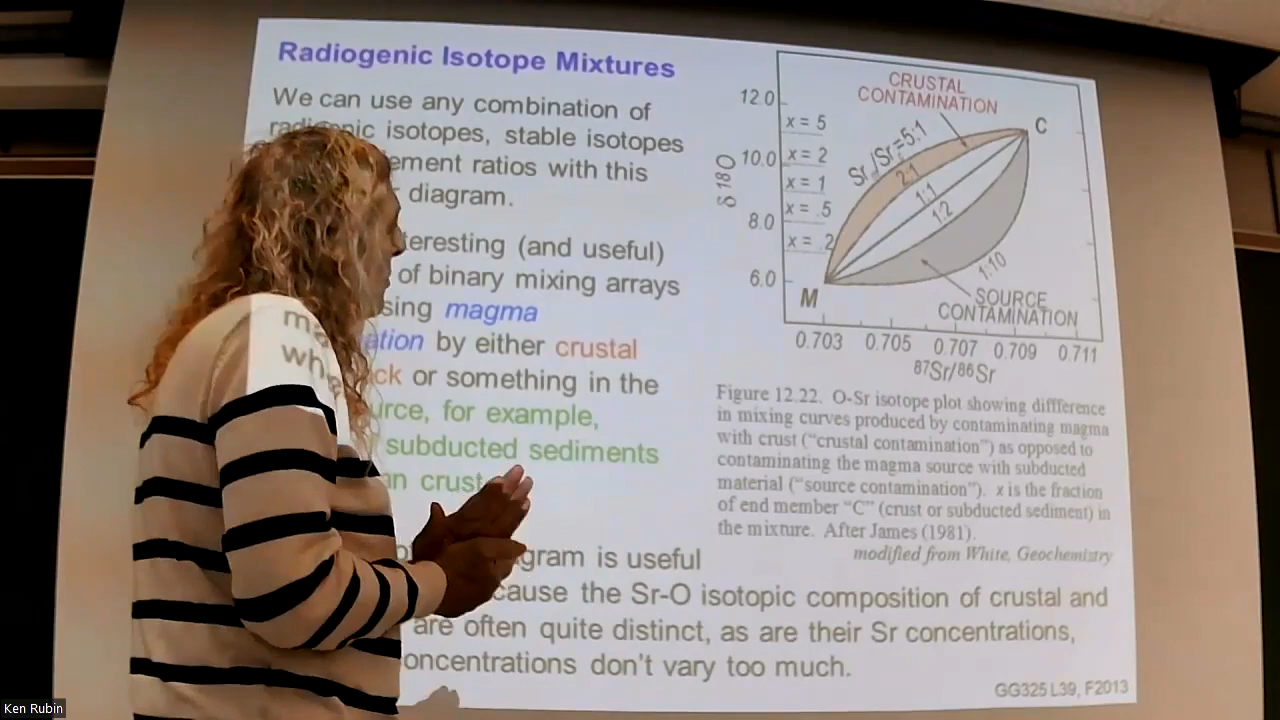 Radiogenic Isotope Mixtures
We can use any combination of
isotopes, stable isotopes
ement ratios with this
diagram.
teresting (and useful)
of binary mixing arrays
sing magma
ation by either crustal
ck or something in the
urce, for example,
subducted sediments
an crust
gram is useful
cause the Sr-O isotopic composition of crustal and
are often quite distinct, as are their Sr concentrations,
oncentrations don't vary too much.
ma
whe
CRUSTAL
CONTAMINATION
C
12.0
x = 5
Sr /Sr =5:1
10.0
x = 2
2:1
δ18O
x = 1
1:1
x = .5
1:2
8.0
x = .2
1:10
6.0
M
SOURCE
CONTAMINATION
0.703 0.705 0.707 0.709 0.711
87Sr/86Sr
Figure 12.22. O-Sr isotope plot showing diffference
in mixing curves produced by contaminating magma
with crust ("crustal contamination") as opposed to
contaminating the magma source with subducted
material ("source contamination"). x is the fraction
of end member "C" (crust or subducted sediment) in
the mixture. After James (1981).
modified from White, Geochemistry
GG325 L39, F2013
Ken Rubin